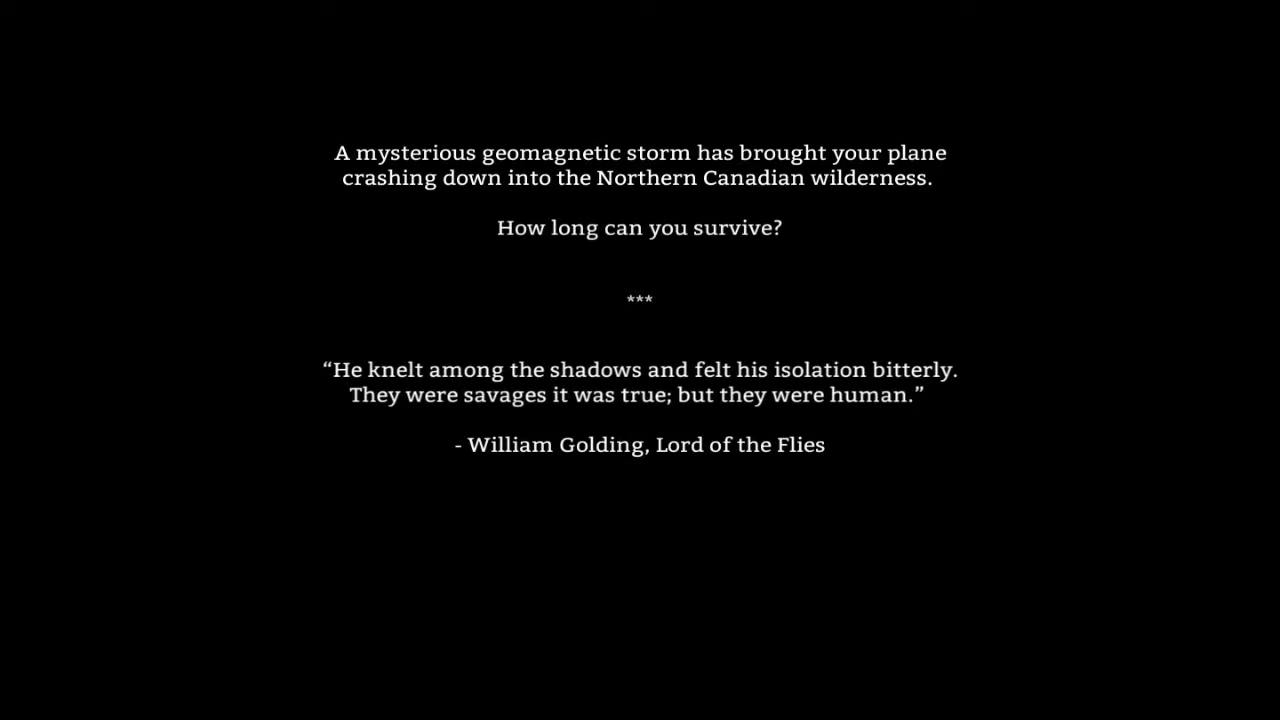 A mysterious geomagnetic storm has brought your plane
crashing down into the Northern Canadian wilderness.
How long can you survive?
***
“He knelt among the shadows and felt his isolation bitterly.
They were savages it was true; but they were human.”
- William Golding, Lord of the Flies